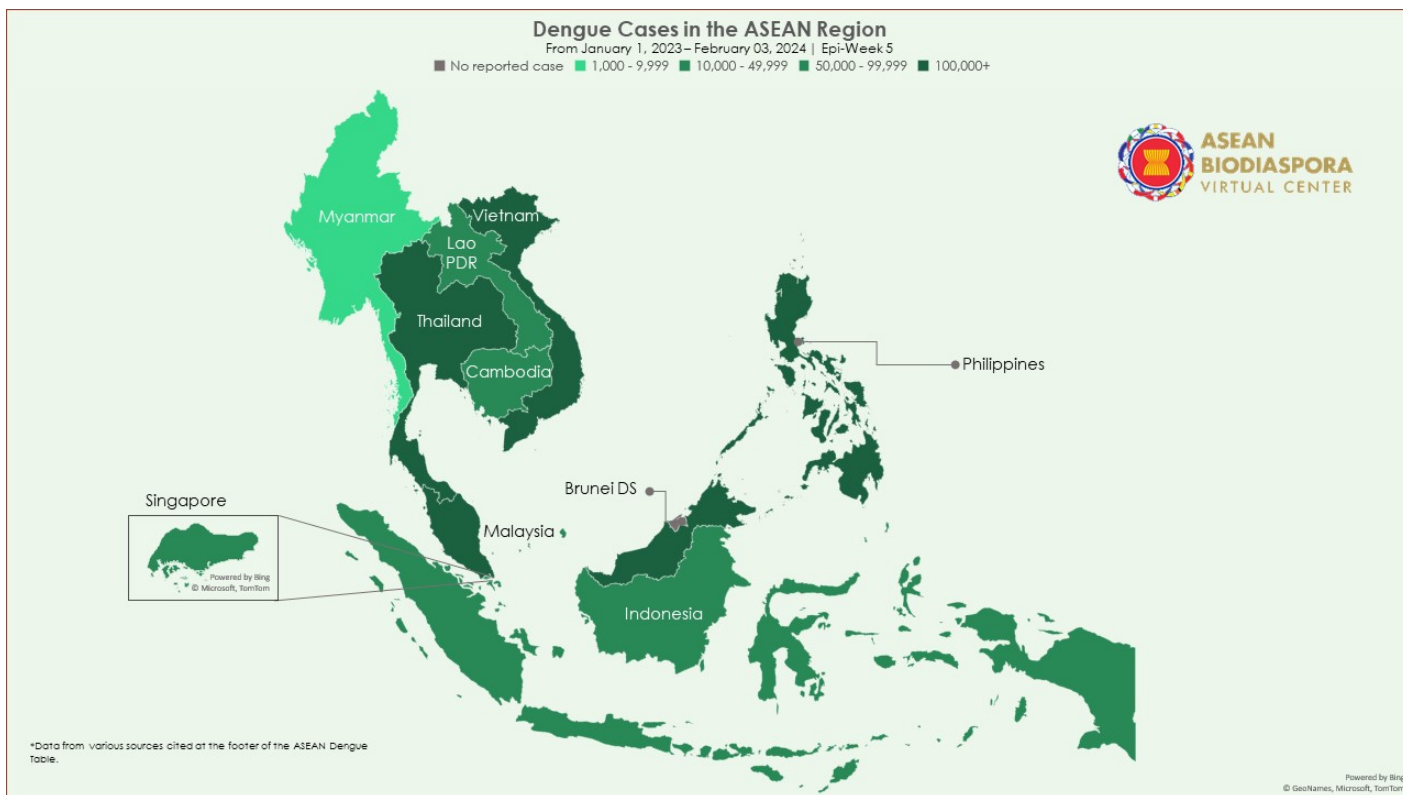 Dengue Cases in the ASEAN Region
From January 1, 2023 – February 03, 2024 | Epi-Week 5
No reported case 1,000 - 9,999 10,000 - 49,999 50,000 - 99,999 100,000+
ASEAN
BIODIASPORA
VIRTUAL CENTER
Myanmar
Vietnam
Lao
PDR
Thailand
Cambodia
Philippines
Brunei DS
Singapore
Malaysia
Powered by Bing
© Microsoft, TomTom
Indonesia
*Data from various sources cited at the footer of the ASEAN Dengue
Table.
Powered by Bing
© GeoNames, Microsoft, TomTom